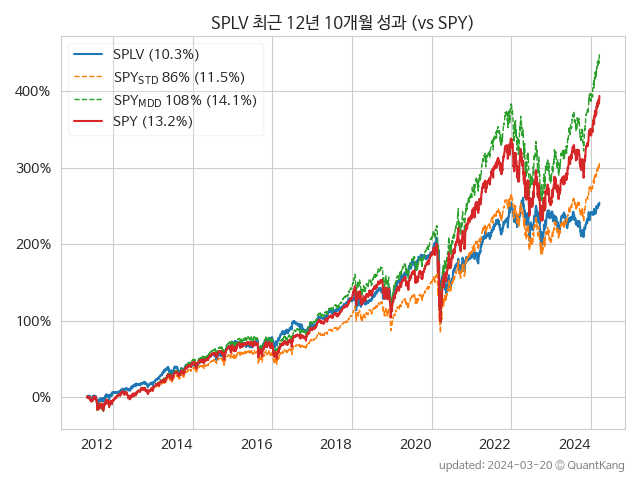 SPLV 최근 12년 10개월 성과 (vs SPY)
SPLV (10.3%)
SPYSTD 86% (11.5%)
SPYMDD 108% (14.1%)
SPY (13.2%)
400%
300%
200%
100%
0%
2012 2014 2016 2018 2020 2022 2024
updated: 2024-03-20 © QuantKang